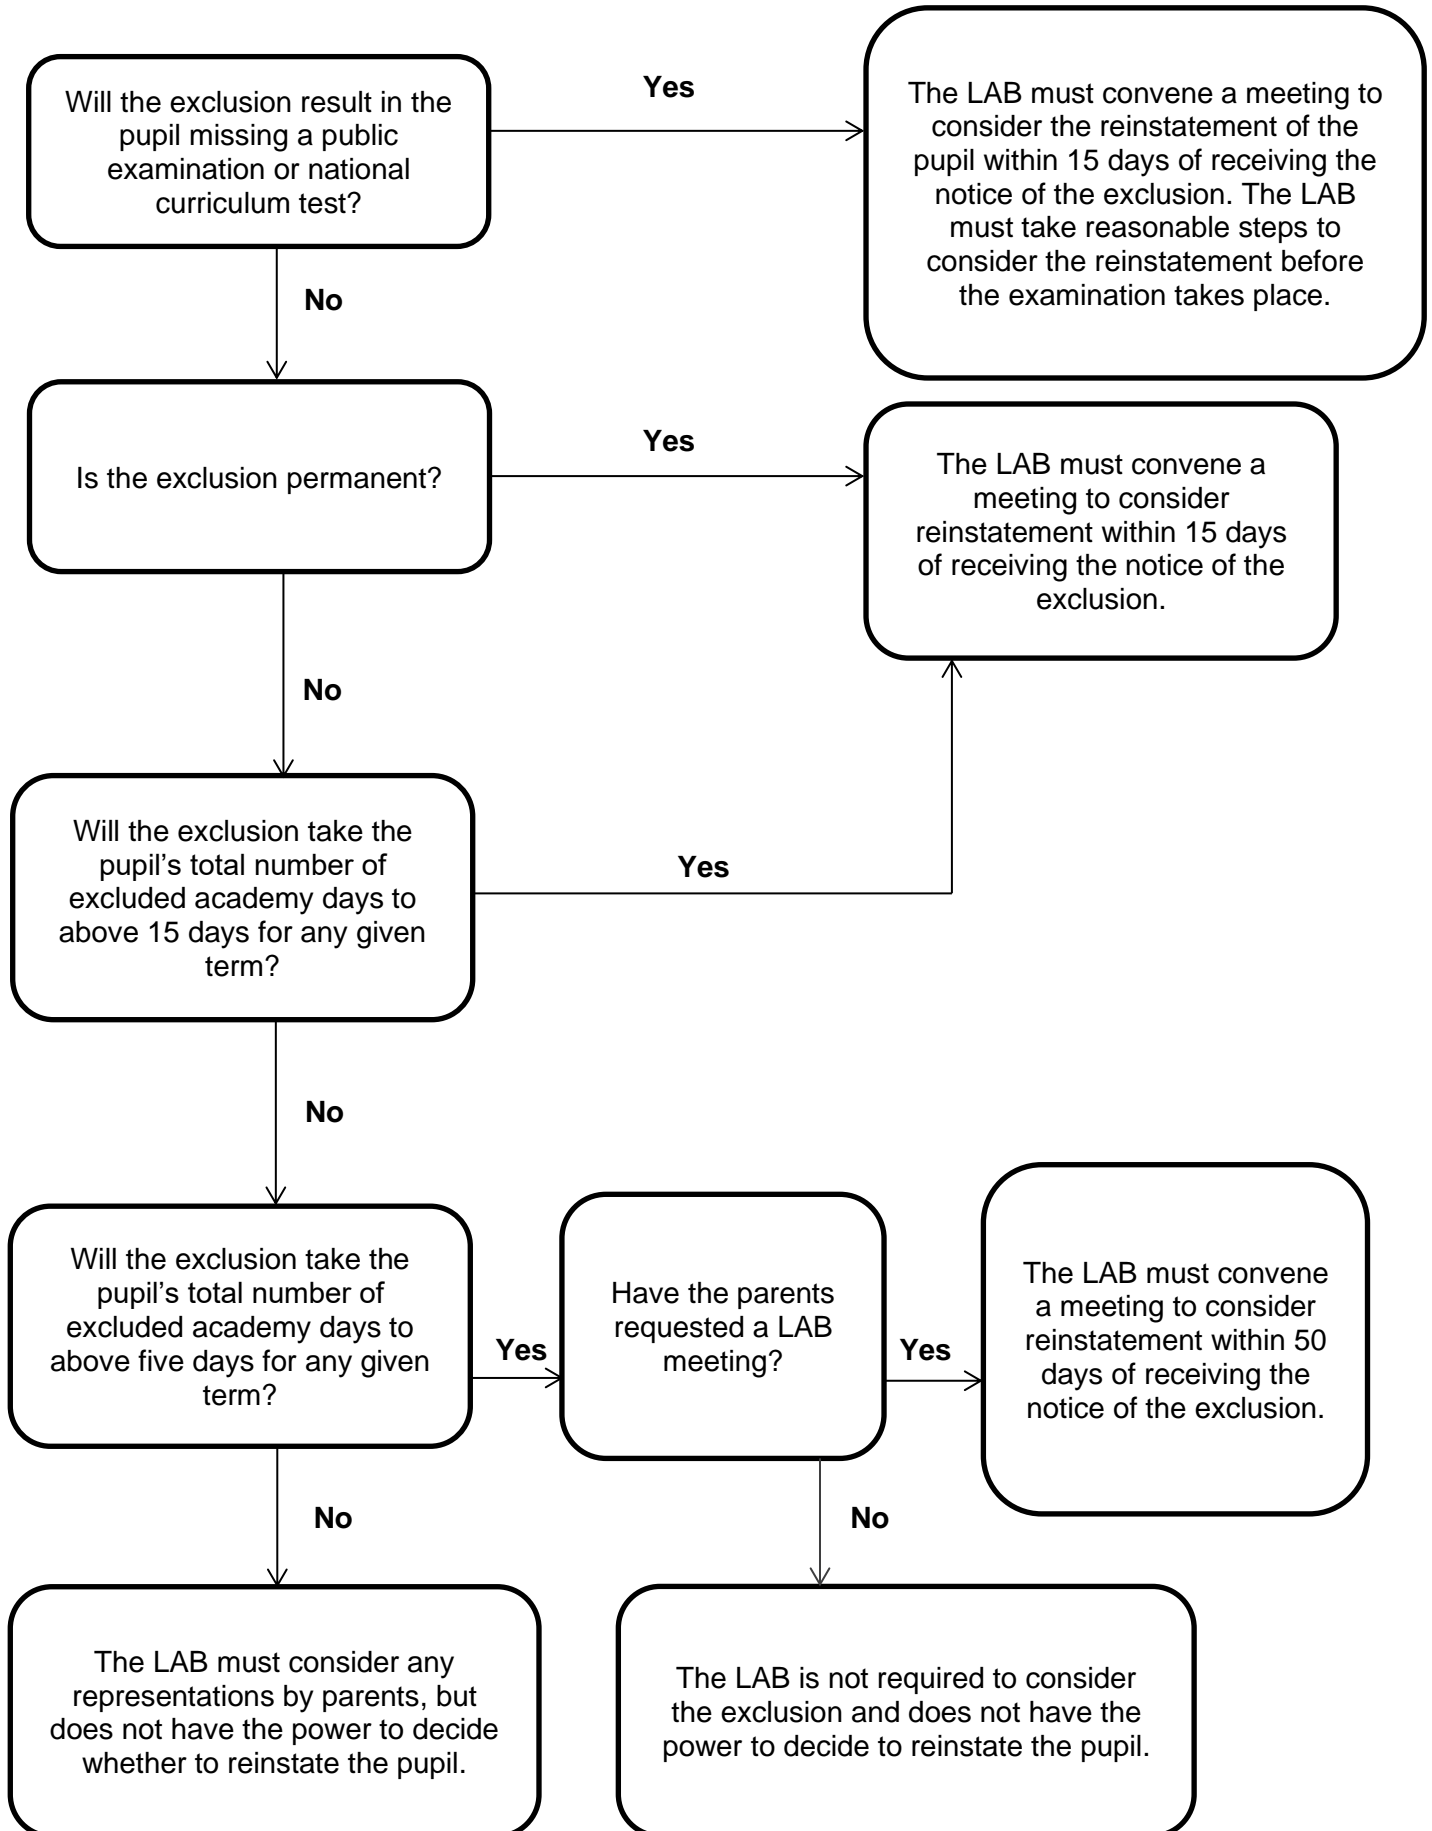 Will the exclusion result in the
pupil missing a public
examination or national
curriculum test?
Yes
The LAB must convene a meeting to
consider the reinstatement of the
pupil within 15 days of receiving the
notice of the exclusion. The LAB
must take reasonable steps to
consider the reinstatement before
the examination takes place.
No
Is the exclusion permanent?
Yes
The LAB must convene a
meeting to consider
reinstatement within 15 days
of receiving the notice of the
exclusion.
No
Will the exclusion take the
pupil’s total number of
excluded academy days to
above 15 days for any given
term?
Yes
No
Will the exclusion take the
pupil’s total number of
excluded academy days to
above five days for any given
term?
Yes
Have the parents
requested a LAB
meeting?
Yes
The LAB must convene
a meeting to consider
reinstatement within 50
days of receiving the
notice of the exclusion.
No
No
The LAB must consider any
representations by parents, but
does not have the power to decide
whether to reinstate the pupil.
The LAB is not required to consider
the exclusion and does not have the
power to decide to reinstate the pupil.